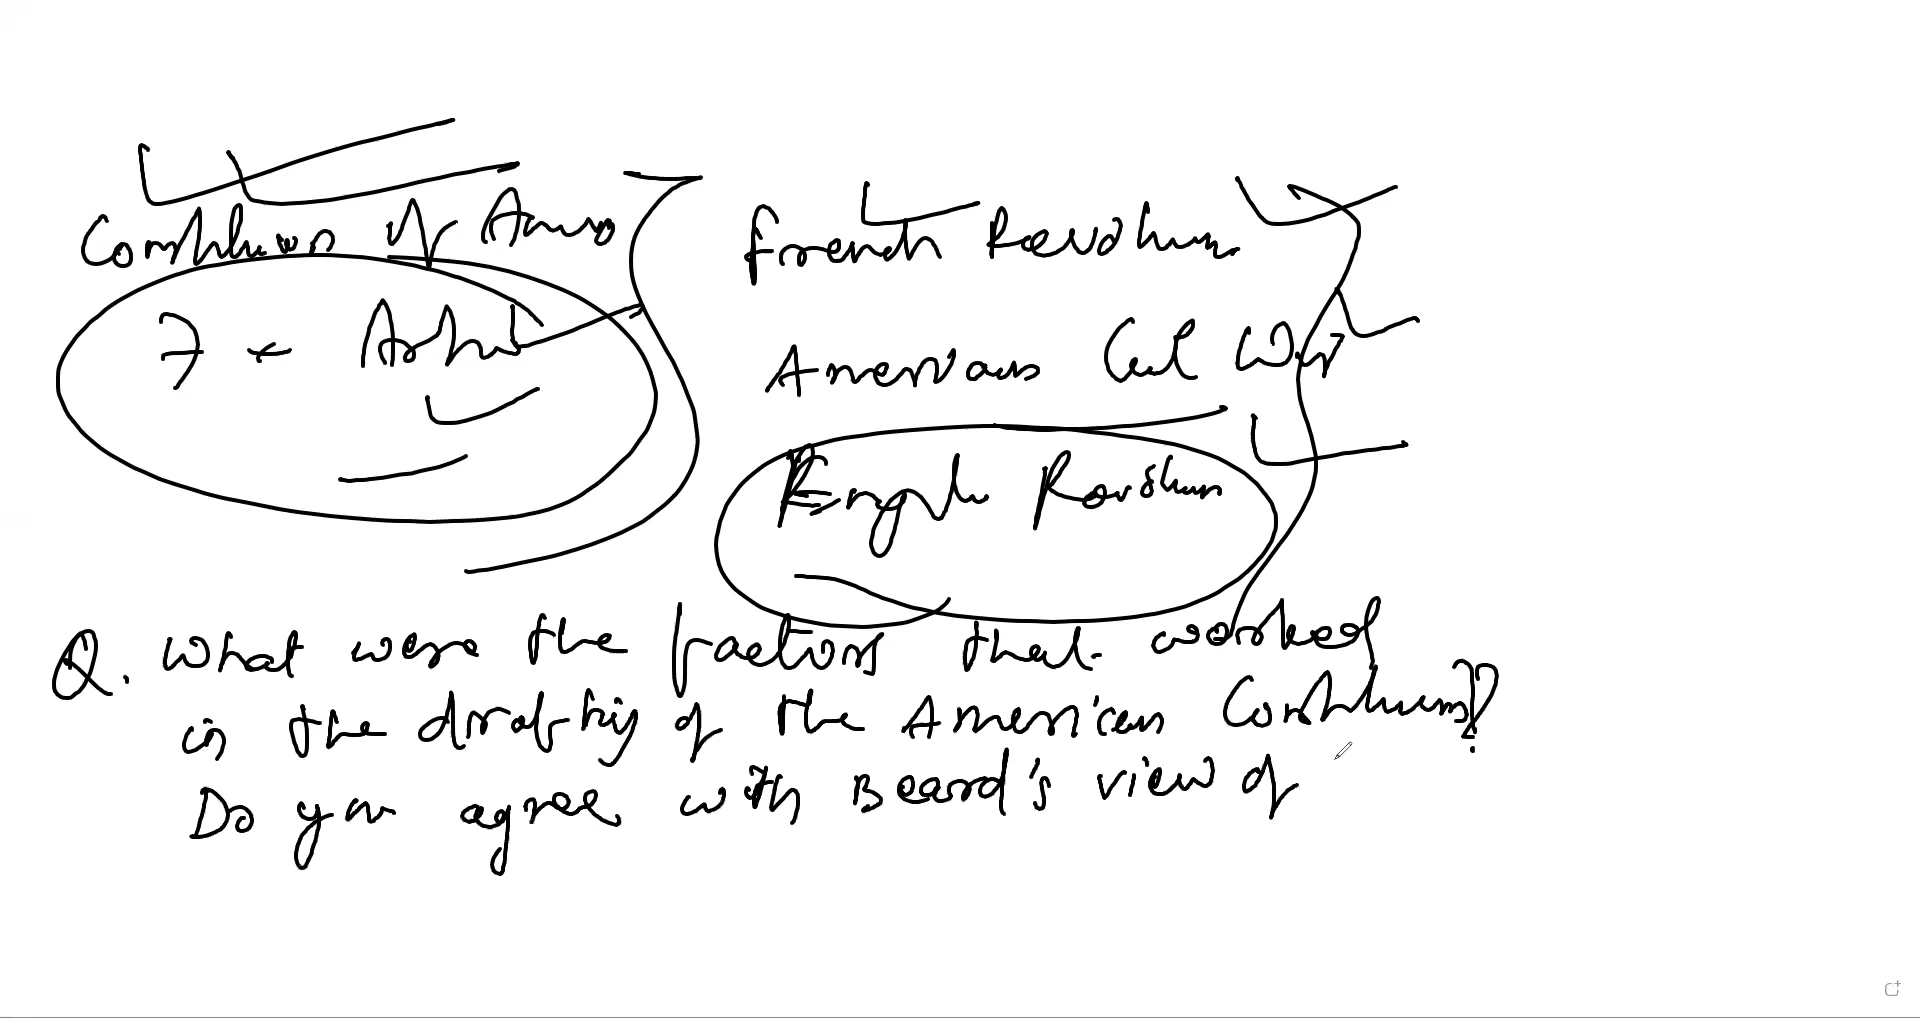 Constitution of America
7 - Article
French Revolution
American Civil War
English Revolution
Q. What were the factors that worked
in the drafting of the American Constitution?
Do you agree with Beard's view of